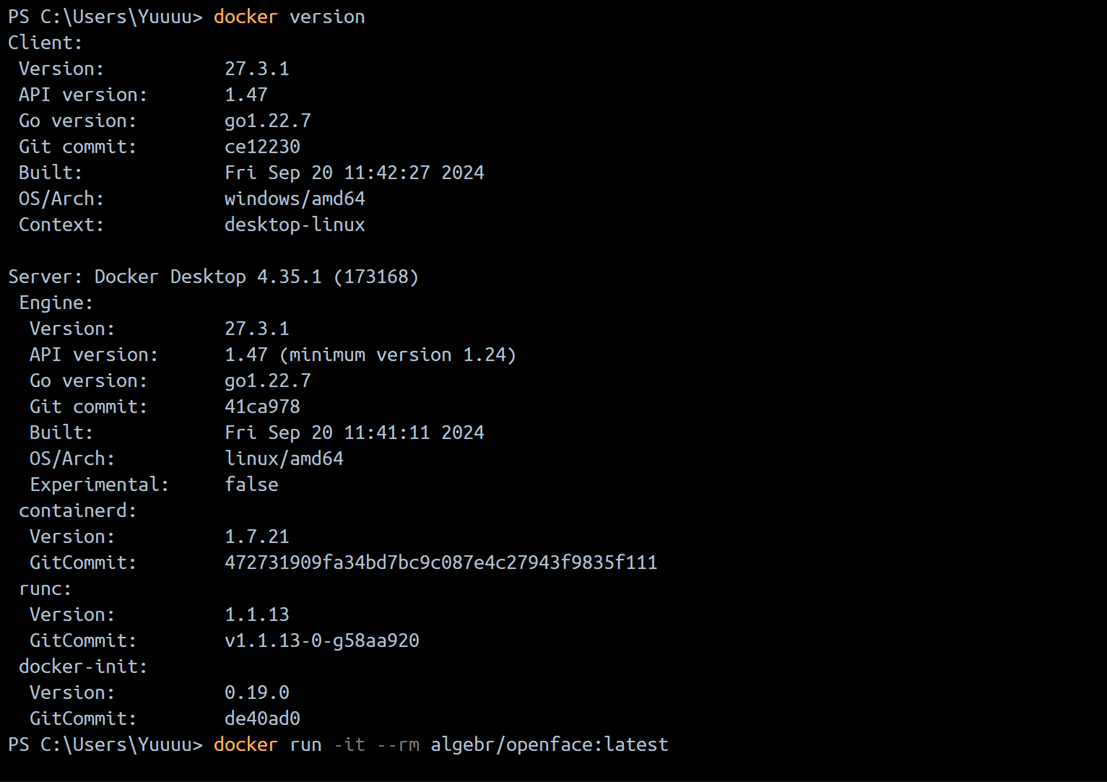 PS C:\Users\Yuuuu> docker version
Client:
 Version:           27.3.1
 API version:       1.47
 Go version:        go1.22.7
 Git commit:        ce12230
 Built:             Fri Sep 20 11:42:27 2024
 OS/Arch:           windows/amd64
 Context:           desktop-linux

Server: Docker Desktop 4.35.1 (173168)
 Engine:
  Version:          27.3.1
  API version:      1.47 (minimum version 1.24)
  Go version:       go1.22.7
  Git commit:       41ca978
  Built:            Fri Sep 20 11:41:11 2024
  OS/Arch:          linux/amd64
  Experimental:     false
 containerd:
  Version:          1.7.21
  GitCommit:        472731909fa34bd7bc9c087e4c27943f9835f111
 runc:
  Version:          1.1.13
  GitCommit:        v1.1.13-0-g58aa920
 docker-init:
  Version:          0.19.0
  GitCommit:        de40ad0
PS C:\Users\Yuuuu> docker run -it --rm algebr/openface:latest